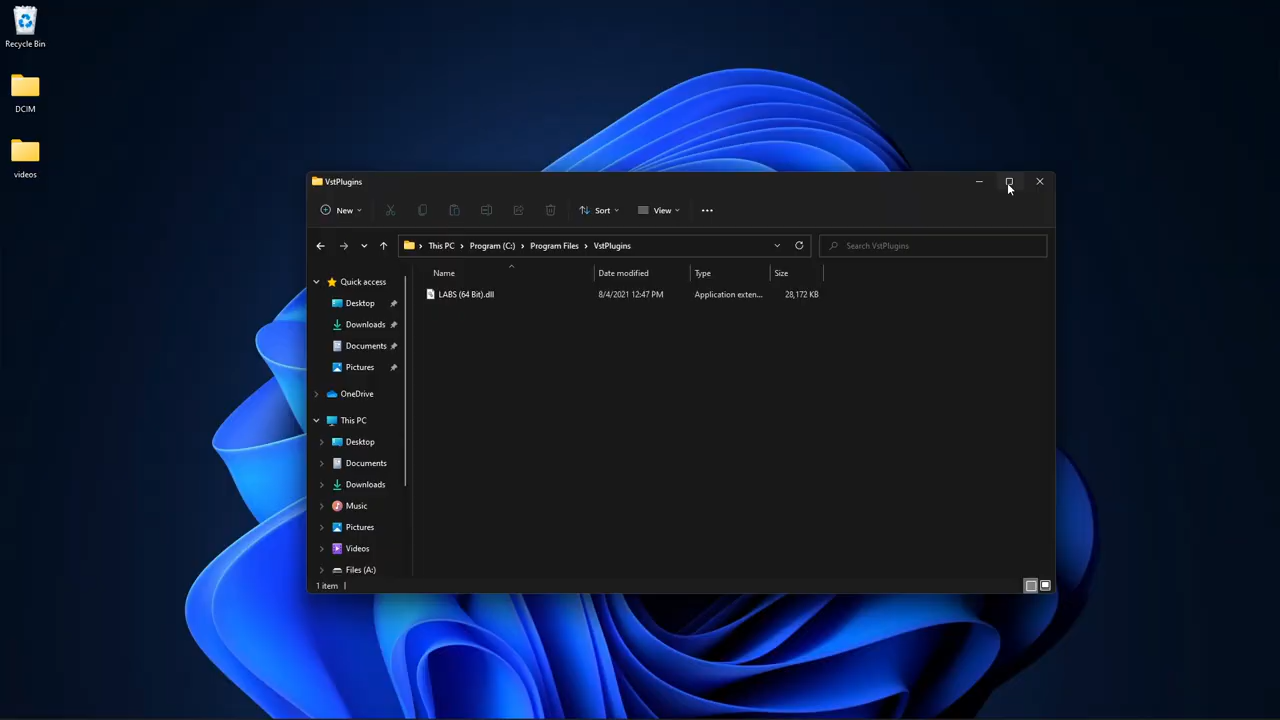 Recycle Bin
DCIM
videos
VstPlugins
New
Sort
View
This PC
Program (C:)
Program Files
VstPlugins
Search VstPlugins
Name
Date modified
Type
Size
LABS (64 Bit).dll
8/4/2021 12:47 PM
Application exten...
28,172 KB
Quick access
Desktop
Downloads
Documents
Pictures
OneDrive
This PC
Desktop
Documents
Downloads
Music
Pictures
Videos
Files (A:)
1 item